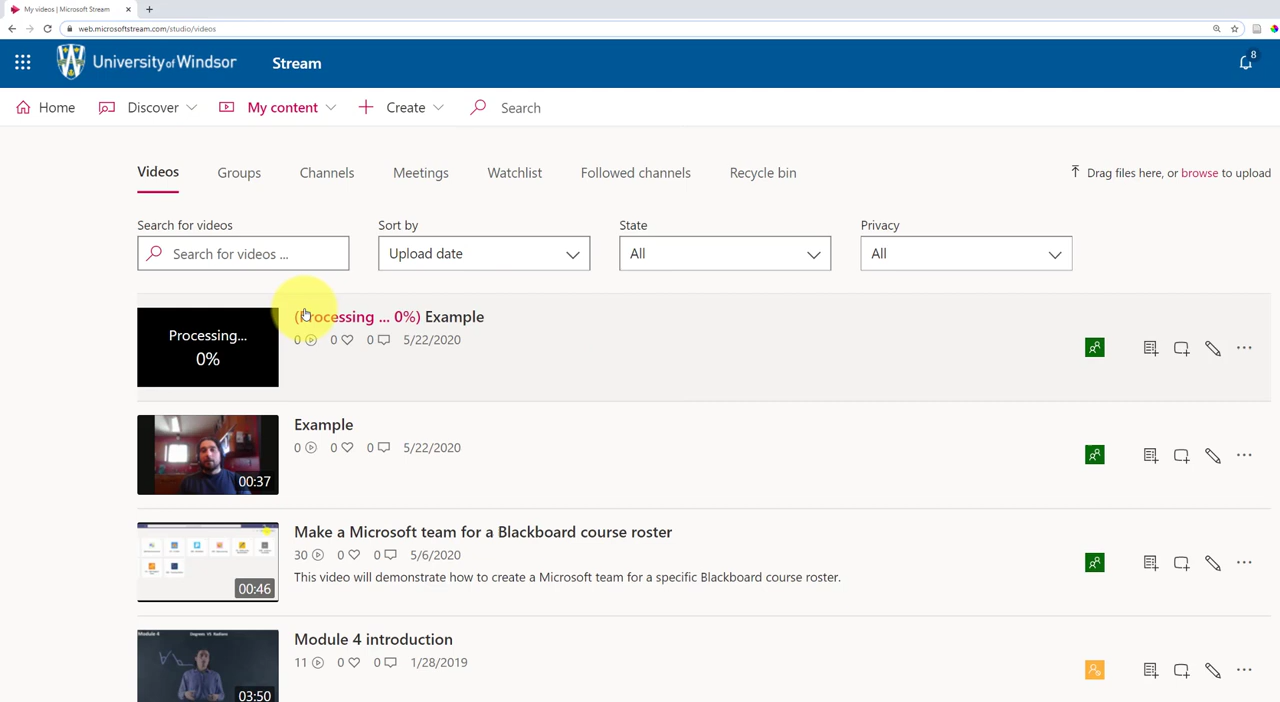 My videos | Microsoft Stream
web.microsoftstream.com/studio/videos
University of Windsor
Stream
8
Home
Discover
My content
Create
Search
Videos
Groups
Channels
Meetings
Watchlist
Followed channels
Recycle bin
Drag files here, or browse to upload
Search for videos
Sort by
State
Privacy
Search for videos ...
Upload date
All
All
Processing...
0%
(Processing ... 0%) Example
0 0 0 5/22/2020
00:37
Example
0 0 0 5/22/2020
00:46
Make a Microsoft team for a Blackboard course roster
30 0 0 5/6/2020
This video will demonstrate how to create a Microsoft team for a specific Blackboard course roster.
Module 4
Degrees VS Radians
03:50
Module 4 introduction
11 0 0 1/28/2019